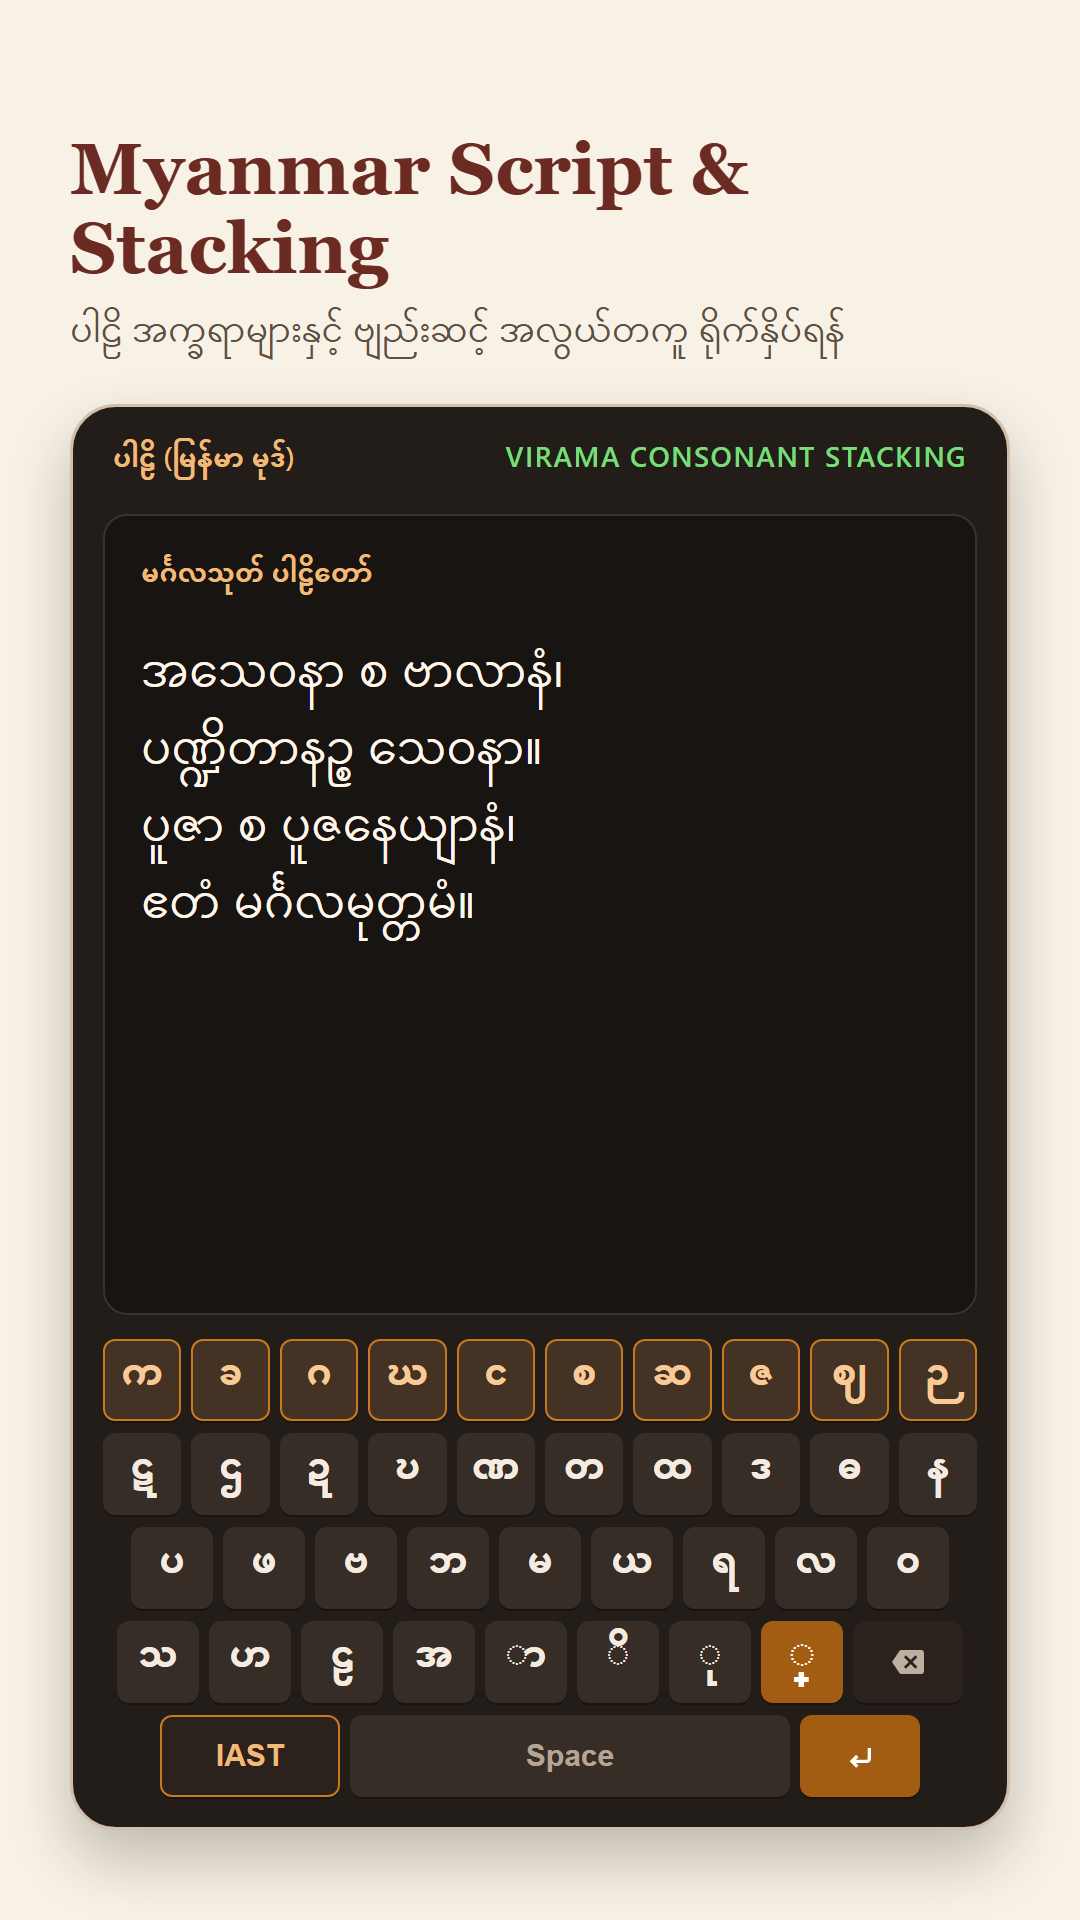 Myanmar Script &
Stacking
ပါဠိ အက္ခရာများနှင့် ဗျည်းဆင့် အလွယ်တကူ ရိုက်နှိပ်ရန်
ပါဠိ (မြန်မာ မုဒ်)
VIRAMA CONSONANT STACKING
မင်္ဂလသုတ် ပါဠိတော်
အသေဝနာ စ ဗာလာနံ၊
ပဏ္ဍိတာနဉ္စ သေဝနာ။
ပူဇာ စ ပူဇနေယျာနံ၊
ဧတံ မင်္ဂလမုတ္တမံ။
က ခ ဂ ဃ င စ ဆ ဇ ဈ ဉ
ဋ ဌ ဍ ဎ ဏ တ ထ ဒ ဓ န
ပ ဖ ဗ ဘ မ ယ ရ လ ဝ
သ ဟ ဠ အ ာ ိ ု ္
IAST Space